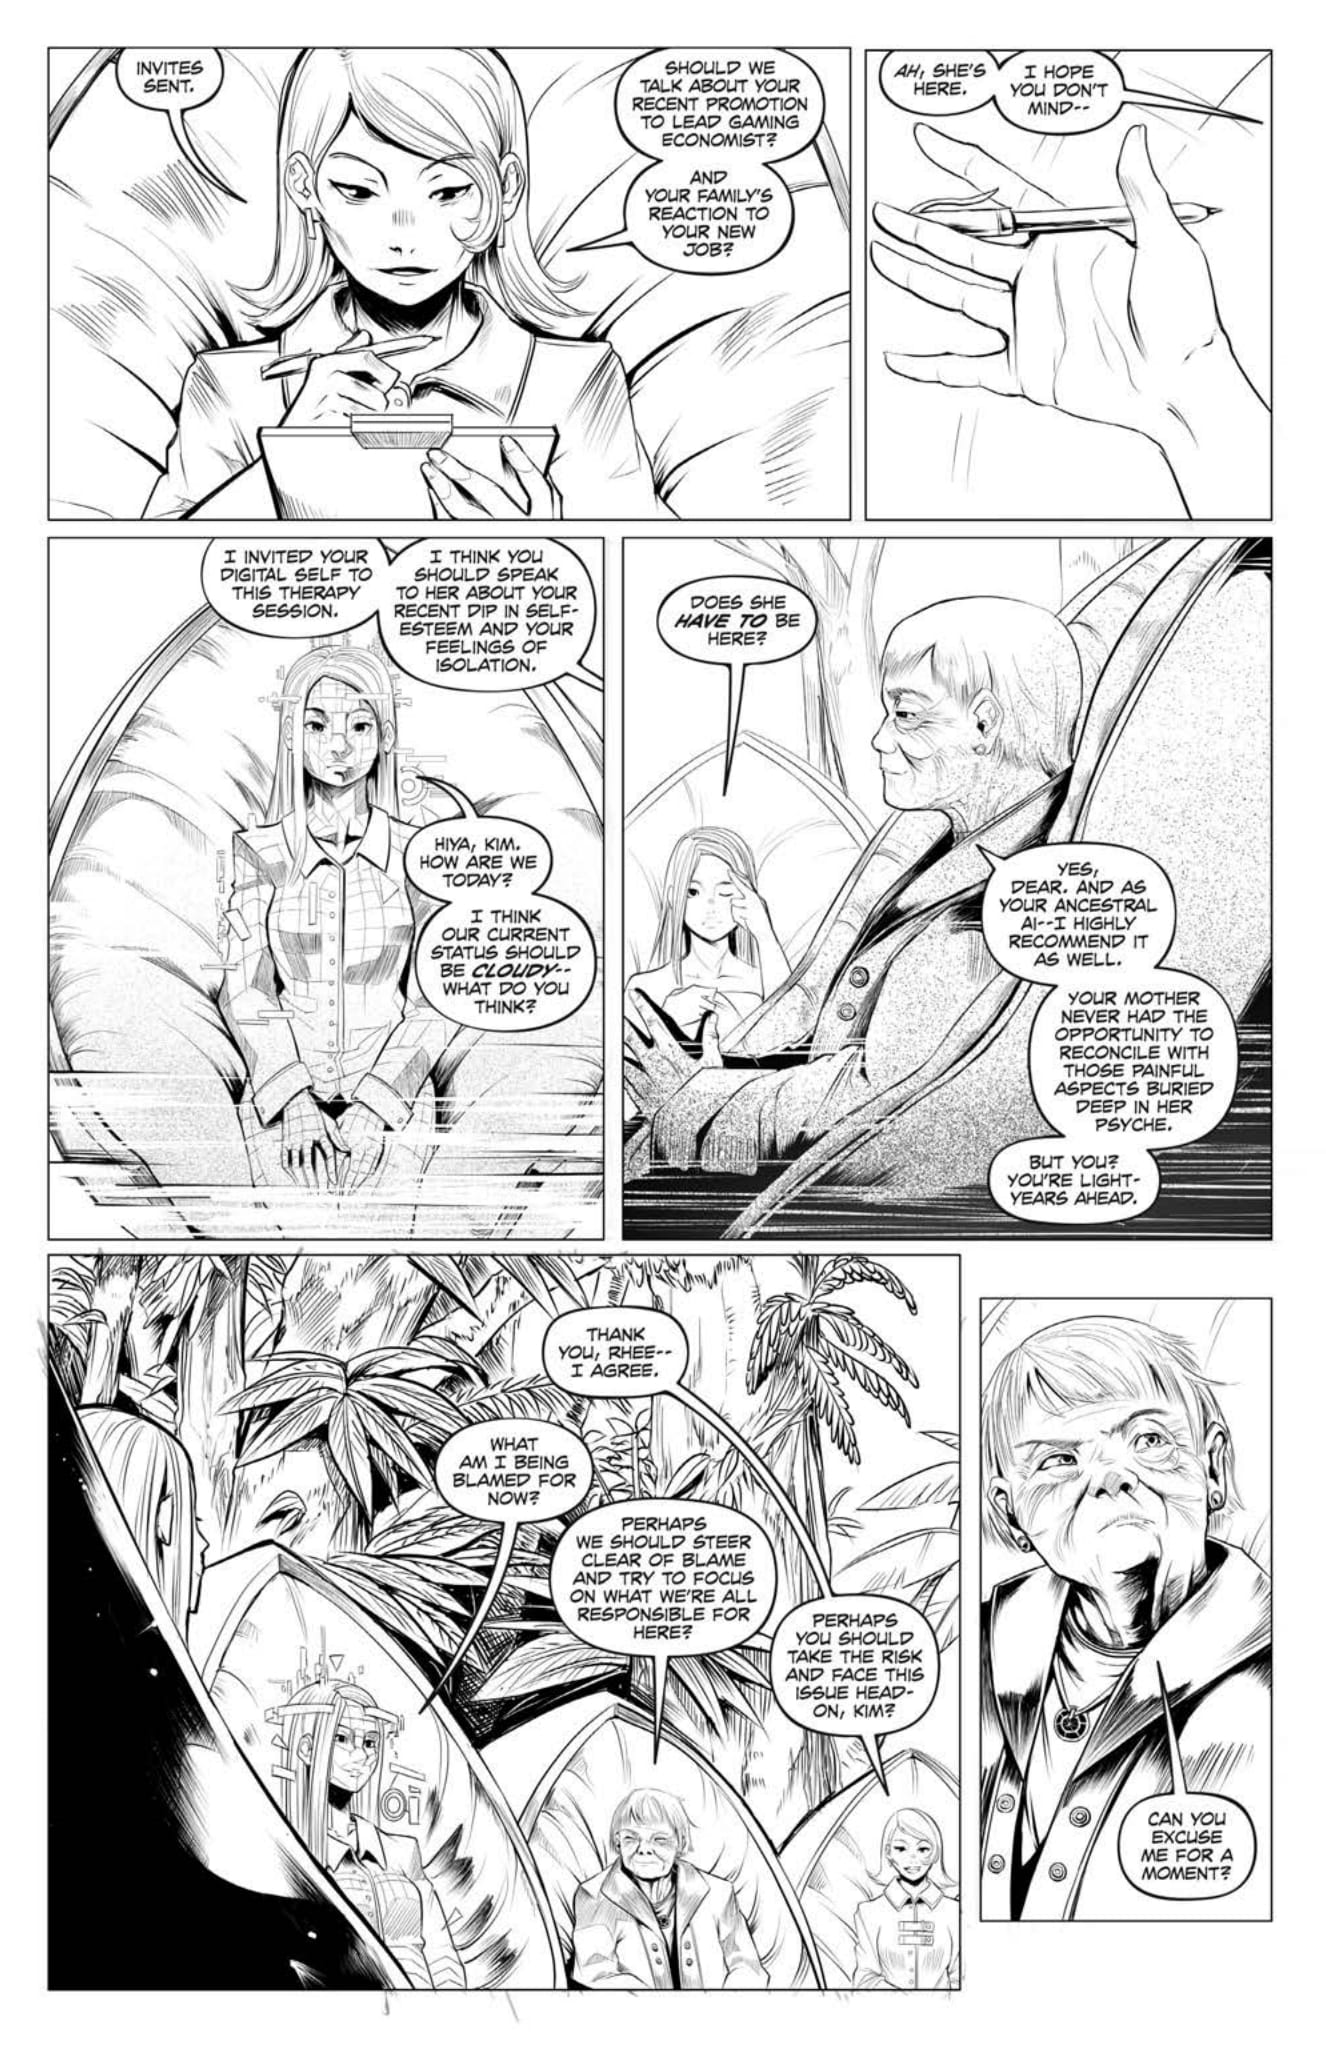 INVITES
SENT.
SHOULD WE
TALK ABOUT YOUR
RECENT PROMOTION
TO LEAD GAMING
ECONOMIST?
AND
YOUR FAMILY'S
REACTION TO
YOUR NEW
JOB?
AH, SHE'S
HERE.
I HOPE
YOU DON'T
MIND--
I INVITED YOUR
DIGITAL SELF TO
THIS THERAPY
SESSION.
I THINK YOU
SHOULD SPEAK
TO HER ABOUT YOUR
RECENT DIP IN SELF-
ESTEEM AND YOUR
FEELINGS OF
ISOLATION.
HIYA, KIM.
HOW ARE WE
TODAY?
I THINK
OUR CURRENT
STATUS SHOULD
BE CLOUDY--
WHAT DO YOU
THINK?
DOES SHE
HAVE TO BE
HERE?
YES,
DEAR. AND AS
YOUR ANCESTRAL
AI--I HIGHLY
RECOMMEND IT
AS WELL.
YOUR MOTHER
NEVER HAD THE
OPPORTUNITY TO
RECONCILE WITH
THOSE PAINFUL
ASPECTS BURIED
DEEP IN HER
PSYCHE.
BUT YOU?
YOU'RE LIGHT-
YEARS AHEAD.
THANK
YOU, RHEE--
I AGREE.
WHAT
AM I BEING
BLAMED FOR
NOW?
PERHAPS
WE SHOULD STEER
CLEAR OF BLAME
AND TRY TO FOCUS
ON WHAT WE'RE ALL
RESPONSIBLE FOR
HERE?
PERHAPS
YOU SHOULD
TAKE THE RISK
AND FACE THIS
ISSUE HEAD-
ON, KIM?
CAN YOU
EXCUSE
ME FOR A
MOMENT?